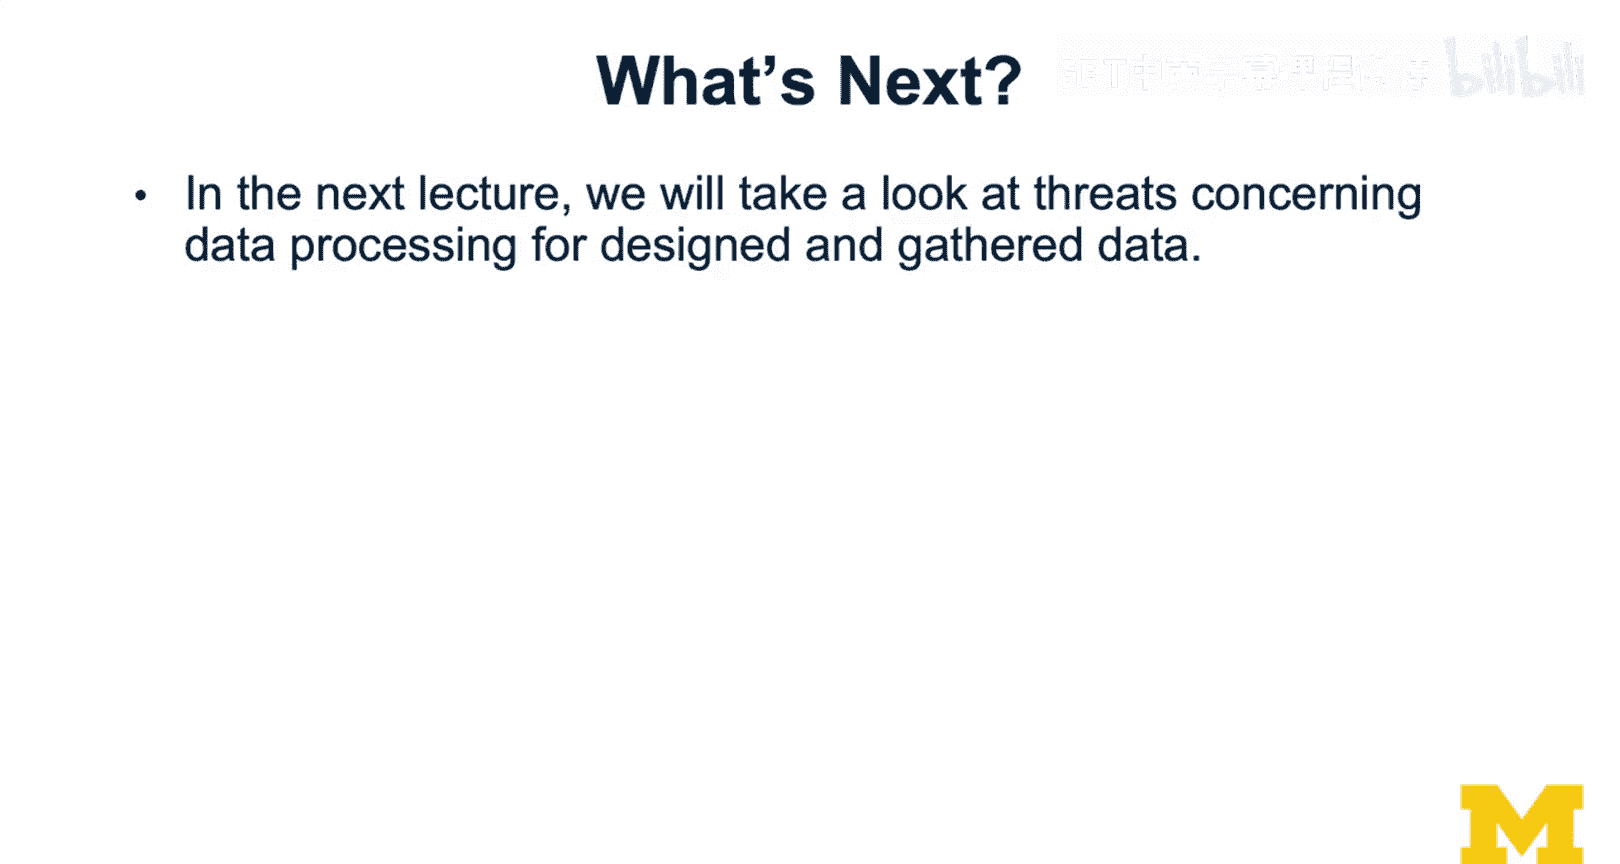 What’s Next?
bilibili
• In the next lecture, we will take a look at threats concerning
data processing for designed and gathered data.
M